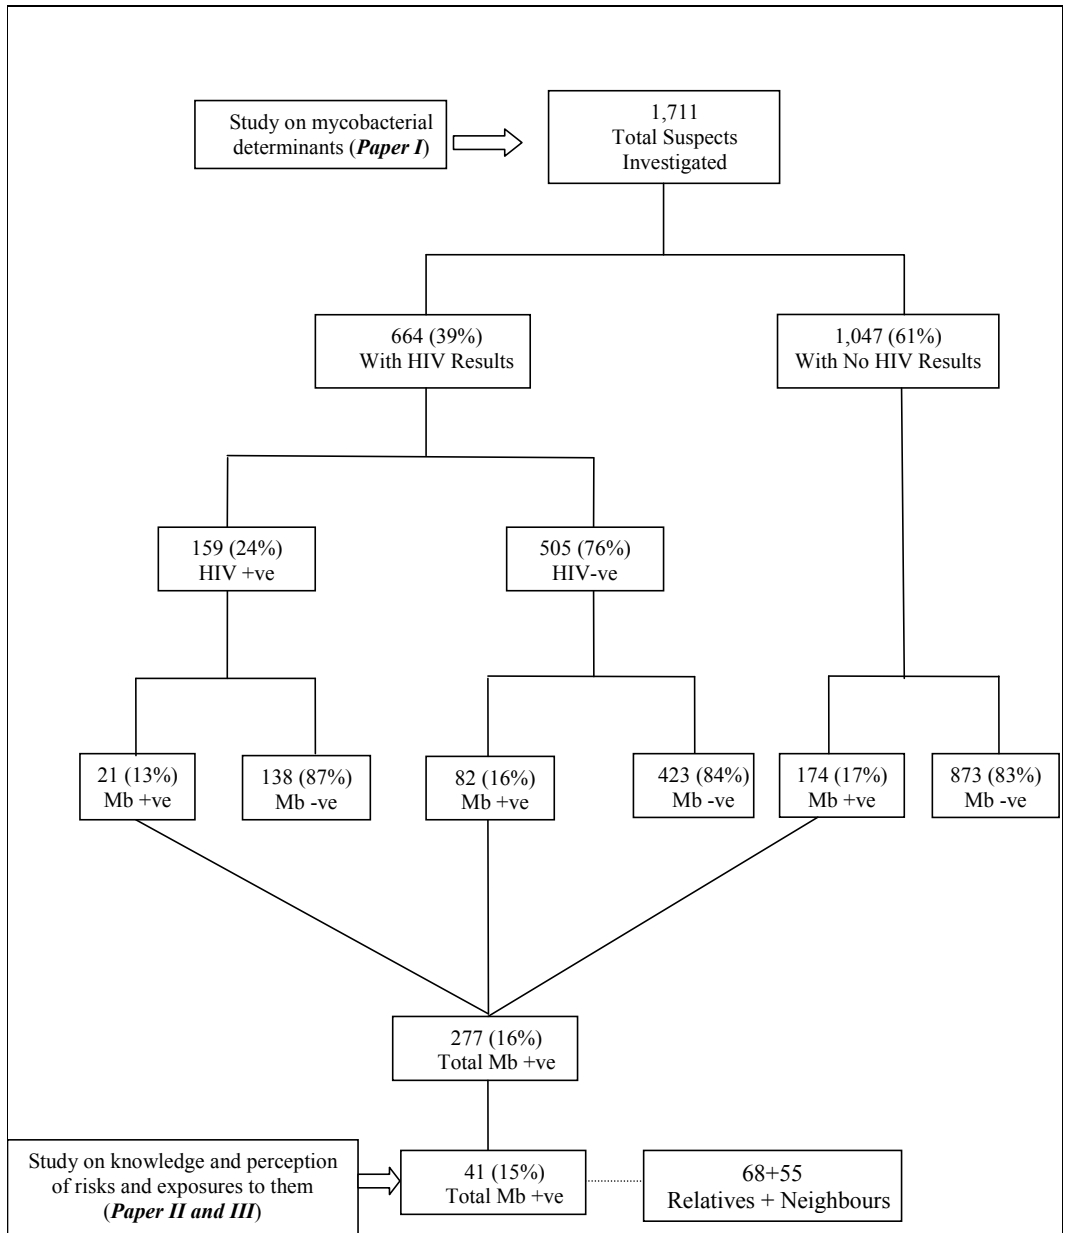 Study on mycobacterial
determinants (Paper I)
1,711
Total Suspects
Investigated
664 (39%)
With HIV Results
1,047 (61%)
With No HIV Results
159 (24%)
HIV +ve
505 (76%)
HIV-ve
21 (13%)
Mb +ve
138 (87%)
Mb -ve
82 (16%)
Mb +ve
423 (84%)
Mb -ve
174 (17%)
Mb +ve
873 (83%)
Mb -ve
277 (16%)
Total Mb +ve
Study on knowledge and perception
of risks and exposures to them
(Paper II and III)
41 (15%)
Total Mb +ve
68+55
Relatives + Neighbours